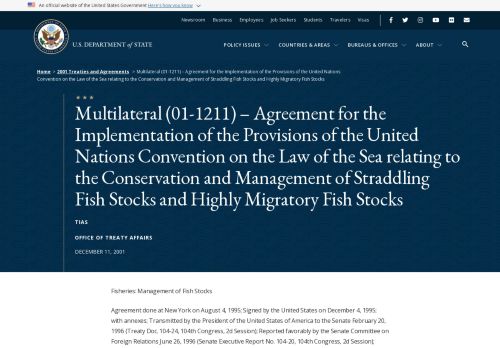 An official website of the United States Government Here's how you know
Newsroom Business Employees Job Seekers Students Travelers Visas
U.S. DEPARTMENT of STATE
POLICY ISSUES COUNTRIES & AREAS BUREAUS & OFFICES ABOUT
Home > 2001 Treaties and Agreements > Multilateral (01-1211) – Agreement for the Implementation of the Provisions of the United Nations
Convention on the Law of the Sea relating to the Conservation and Management of Straddling Fish Stocks and Highly Migratory Fish Stocks
Multilateral (01-1211) – Agreement for the
Implementation of the Provisions of the United
Nations Convention on the Law of the Sea relating to
the Conservation and Management of Straddling
Fish Stocks and Highly Migratory Fish Stocks
TIAS
OFFICE OF TREATY AFFAIRS
DECEMBER 11, 2001
Fisheries: Management of Fish Stocks
Agreement done at New York on August 4, 1995; Signed by the United States on December 4, 1995;
with annexes; Transmitted by the President of the United States of America to the Senate February 20,
1996 (Treaty Doc. 104-24, 104th Congress, 2d Session); Reported favorably by the Senate Committee on
Foreign Relations June 26, 1996 (Senate Executive Report No. 104-20, 104th Congress, 2d Session);